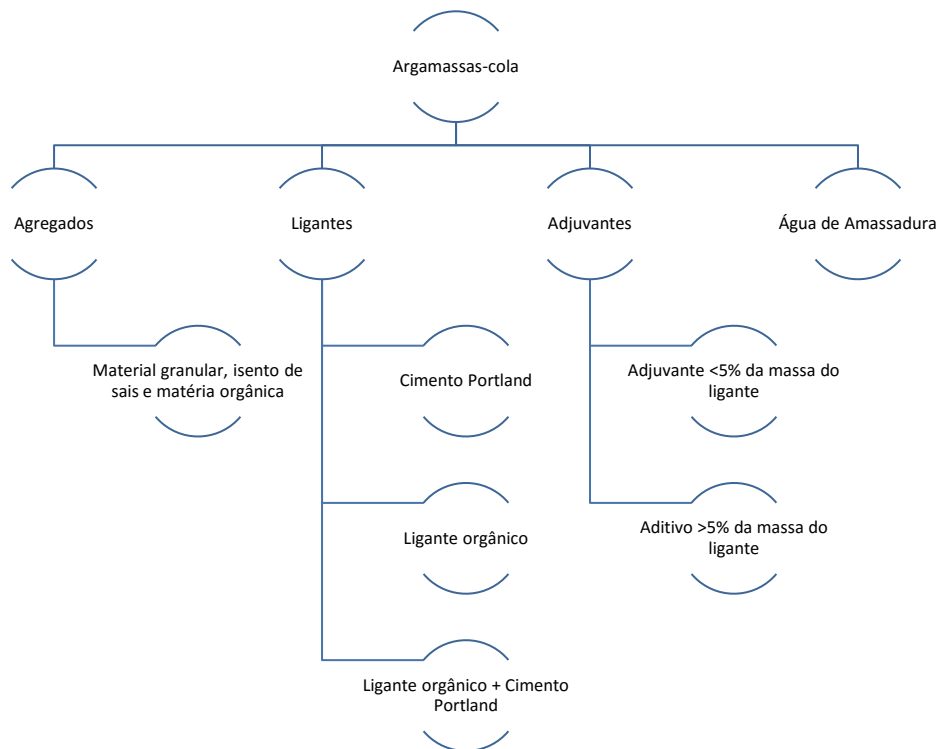 Argamassas-cola
Agregados
Ligantes
Adjuvantes
Água de Amassadura
Material granular, isento de
sais e matéria orgânica
Cimento Portland
Adjuvante <5% da massa do
ligante
Ligante orgânico
Aditivo >5% da massa do
ligante
Ligante orgânico + Cimento
Portland